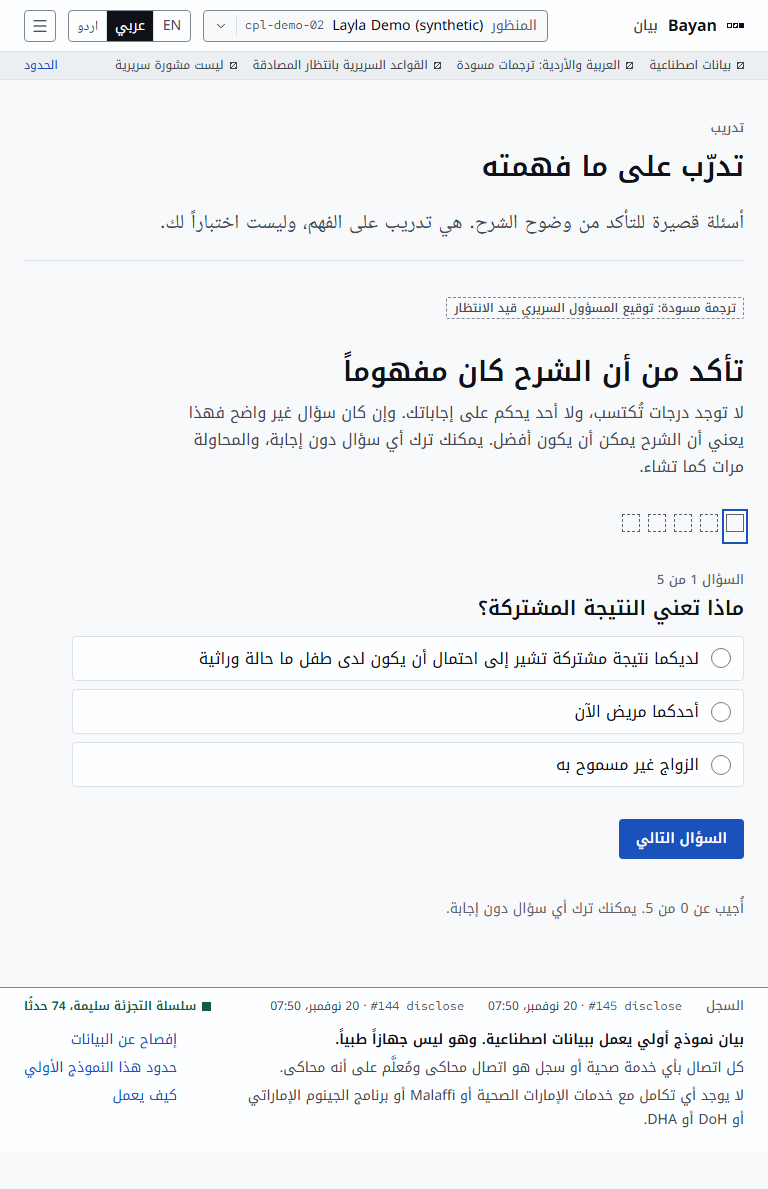 Bayan بيان
المنظور Layla Demo (synthetic) cpl-demo-02
EN عربي اردو
بيانات اصطناعية
العربية والأردية: ترجمات مسودة
القواعد السريرية بانتظار المصادقة
ليست مشورة سريرية
الحدود
تدريب
تدرّب على ما فهمته
أسئلة قصيرة للتأكد من وضوح الشرح. هي تدريب على الفهم، وليست اختباراً لك.
ترجمة مسودة: توقيع المسؤول السريري قيد الانتظار
تأكد من أن الشرح كان مفهوماً
لا توجد درجات تُكتسب، ولا أحد يحكم على إجاباتك. وإن كان سؤال غير واضح فهذا
يعني أن الشرح يمكن أن يكون أفضل. يمكنك ترك أي سؤال دون إجابة، والمحاولة
مرات كما تشاء.
السؤال 1 من 5
ماذا تعني النتيجة المشتركة؟
لديكما نتيجة مشتركة تشير إلى احتمال أن يكون لدى طفل ما حالة وراثية
أحدكما مريض الآن
الزواج غير مسموح به
السؤال التالي
أُجيب عن 0 من 5. يمكنك ترك أي سؤال دون إجابة.
السجل
#145 disclose · 20 نوفمبر، 07:50
#144 disclose · 20 نوفمبر، 07:50
سلسلة التجزئة سليمة، 74 حدثًا
بيان نموذج أولي يعمل ببيانات اصطناعية. وهو ليس جهازاً طبياً.
كل اتصال بأي خدمة صحية أو سجل هو اتصال محاكى ومُعلَّم على أنه محاكى.
لا يوجد أي تكامل مع خدمات الإمارات الصحية أو Malaffi أو برنامج الجينوم الإماراتي
أو DoH أو DHA.
إفصاح عن البيانات
حدود هذا النموذج الأولي
كيف يعمل